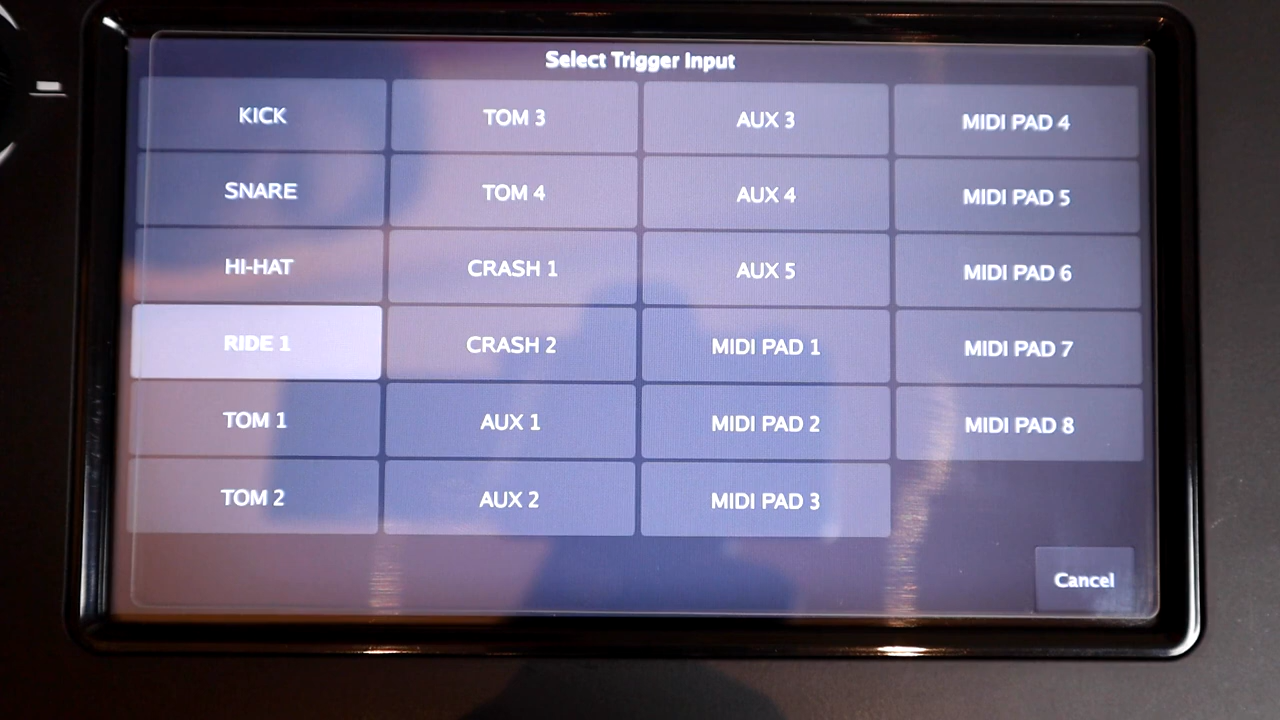 Select Trigger Input
KICK
TOM 3
AUX 3
MIDI PAD 4
SNARE
TOM 4
AUX 4
MIDI PAD 5
HI-HAT
CRASH 1
AUX 5
MIDI PAD 6
RIDE 1
CRASH 2
MIDI PAD 1
MIDI PAD 7
TOM 1
AUX 1
MIDI PAD 2
MIDI PAD 8
TOM 2
AUX 2
MIDI PAD 3
Cancel